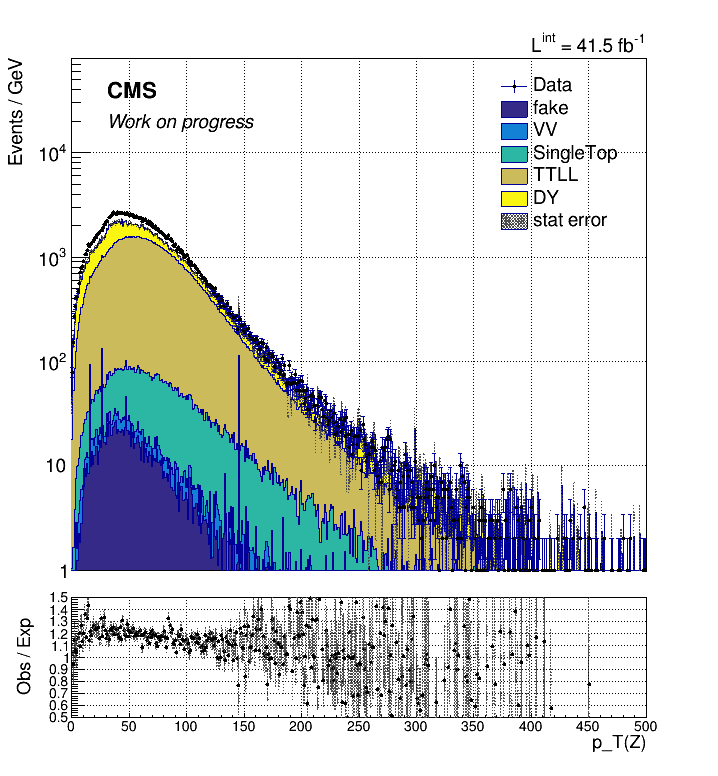 L^int = 41.5 fb^-1
Events / GeV
CMS
Work on progress
Data
fake
VV
SingleTop
TTLL
DY
stat error
10^4
10^3
10^2
10
1
Obs / Exp
1.5
1.4
1.3
1.2
1.1
1
0.9
0.8
0.7
0.6
0.5
0 50 100 150 200 250 300 350 400 450 500
p_T(Z)